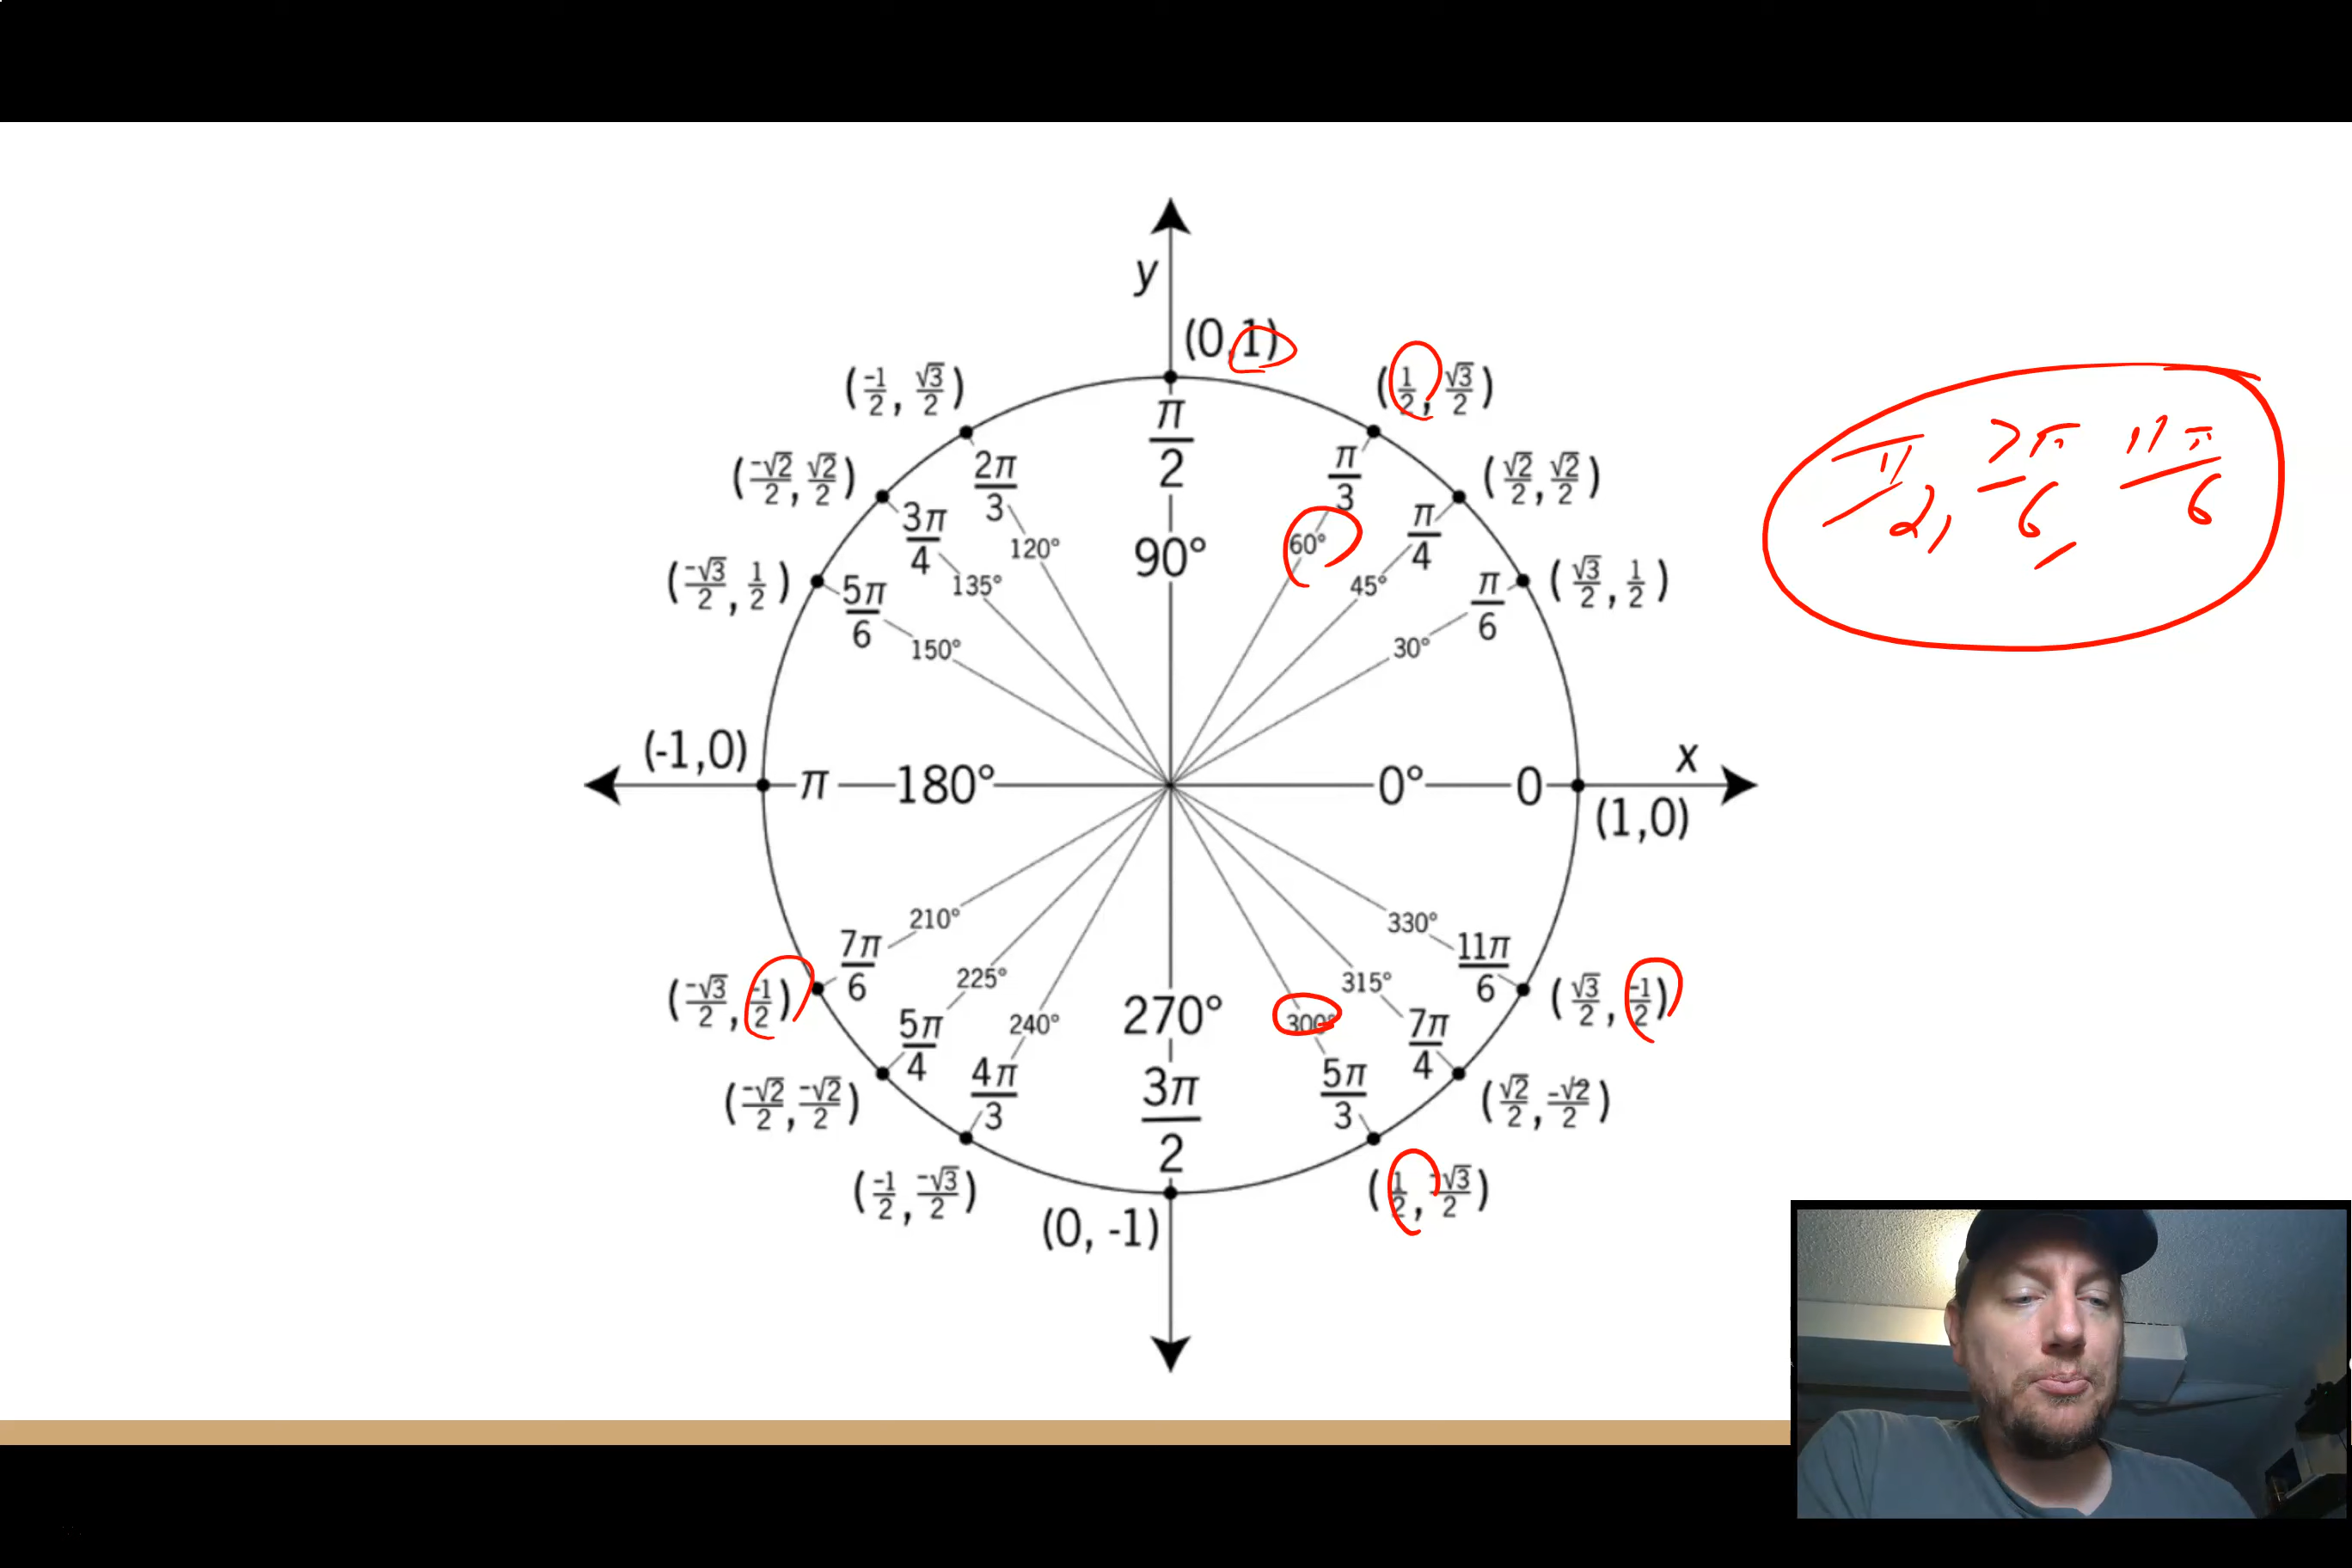 y
(0,1)
(-1/2, √3/2)
(1/2, √3/2)
π/2
(-√2/2, √2/2)
2π/3
π/3
(√2/2, √2/2)
π/2, 7π/6 11π/6
3π/4
120°
90°
60°
π/4
(-√3/2, 1/2)
5π/6
135°
45°
π/6
(√3/2, 1/2)
150°
30°
(-1,0)
x
π 180° 0° 0
(1,0)
210°
330°
7π/6
11π/6
(-√3/2, -1/2)
225°
315°
(√3/2, -1/2)
5π/4
240°
270°
300°
7π/4
(-√2/2, -√2/2)
4π/3
3π/2
5π/3
(√2/2, -√2/2)
(-1/2, -√3/2)
(0, -1)
(1/2, -√3/2)